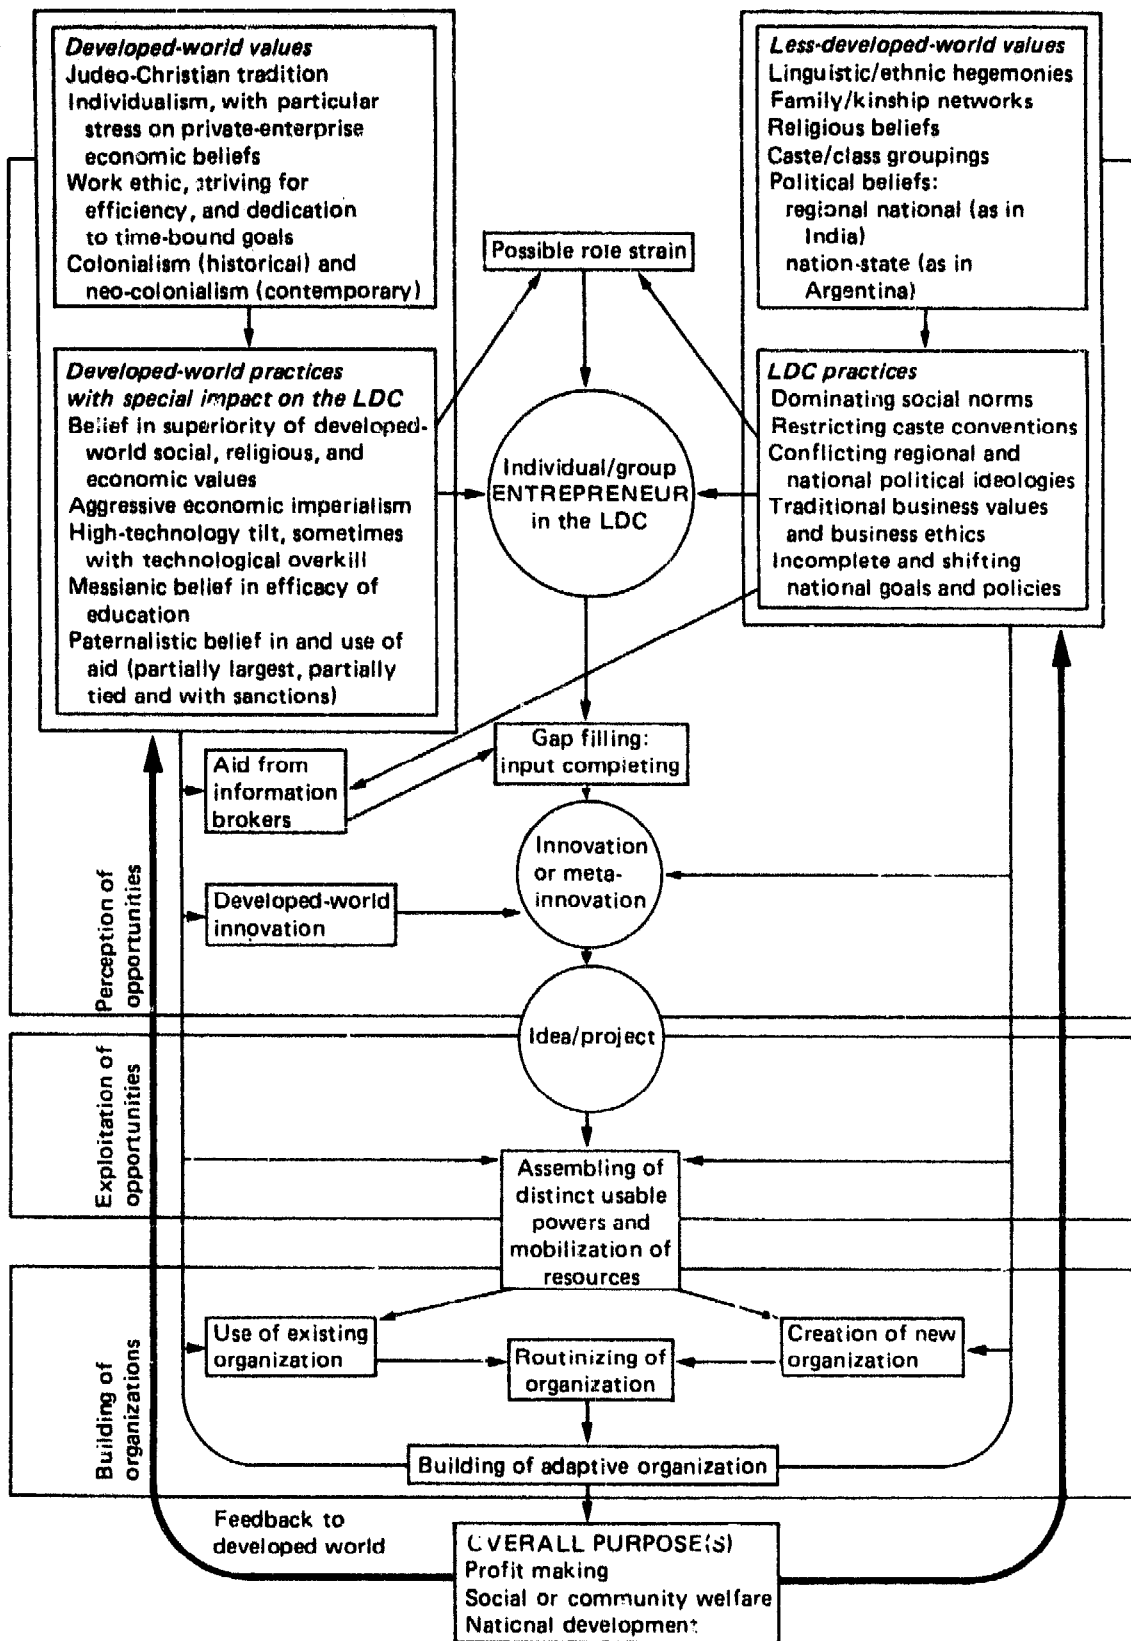 Developed-world values
Judeo-Christian tradition
Individualism, with particular
stress on private-enterprise
economic beliefs
Work ethic, striving for
efficiency, and dedication
to time-bound goals
Colonialism (historical) and
neo-colonialism (contemporary)
Less-developed-world values
Linguistic/ethnic hegemonies
Family/kinship networks
Religious beliefs
Caste/class groupings
Political beliefs:
regional national (as in
India)
nation-state (as in
Argentina)
Possible role strain
Developed-world practices
with special impact on the LDC
Belief in superiority of developed-
world social, religious, and
economic values
Aggressive economic imperialism
High-technology tilt, sometimes
with technological overkill
Messianic belief in efficacy of
education
Paternalistic belief in and use of
aid (partially largest, partially
tied and with sanctions)
Individual/group
ENTREPRENEUR
in the LDC
LDC practices
Dominating social norms
Restricting caste conventions
Conflicting regional and
national political ideologies
Traditional business values
and business ethics
Incomplete and shifting
national goals and policies
Aid from
information
brokers
Gap filling:
input completing
Innovation
or meta-
innovation
Developed-world
innovation
Perception of
opportunities
Idea/project
Exploitation of
opportunities
Assembling of
distinct usable
powers and
mobilization of
resources
Use of existing
organization
Routinizing of
organization
Creation of new
organization
Building of
organizations
Building of adaptive organization
Feedback to
developed world
OVERALL PURPOSE(S)
Profit making
Social or community welfare
National development